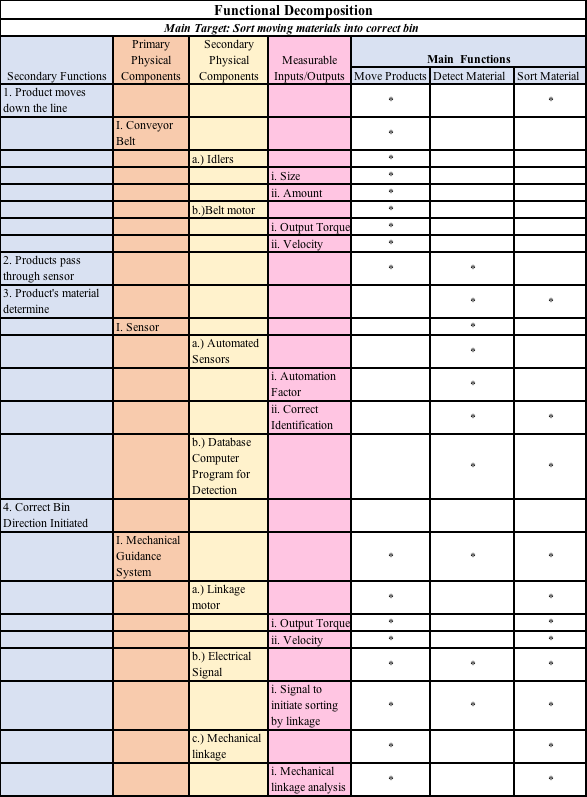 Functional Decomposition
Main Target: Sort moving materials into correct bin
Secondary Functions
Primary
Physical
Components
Secondary
Physical
Components
Measurable
Inputs/Outputs
Main Functions
Move Products
Detect Material
Sort Material
1. Product moves
down the line
* *
I. Conveyor
Belt
*
a.) Idlers *
i. Size *
ii. Amount *
b.)Belt motor *
i. Output Torque *
ii. Velocity *
2. Products pass
through sensor
* *
3. Product's material
determine
* *
I. Sensor *
a.) Automated
Sensors
*
i. Automation
Factor
*
ii. Correct
Identification
* *
b.) Database
Computer
Program for
Detection
* *
4. Correct Bin
Direction Initiated
I. Mechanical
Guidance
System
* * *
a.) Linkage
motor
* *
i. Output Torque * *
ii. Velocity * *
b.) Electrical
Signal
* * *
i. Signal to
initiate sorting
by linkage
* * *
c.) Mechanical
linkage
* *
i. Mechanical
linkage analysis
* *